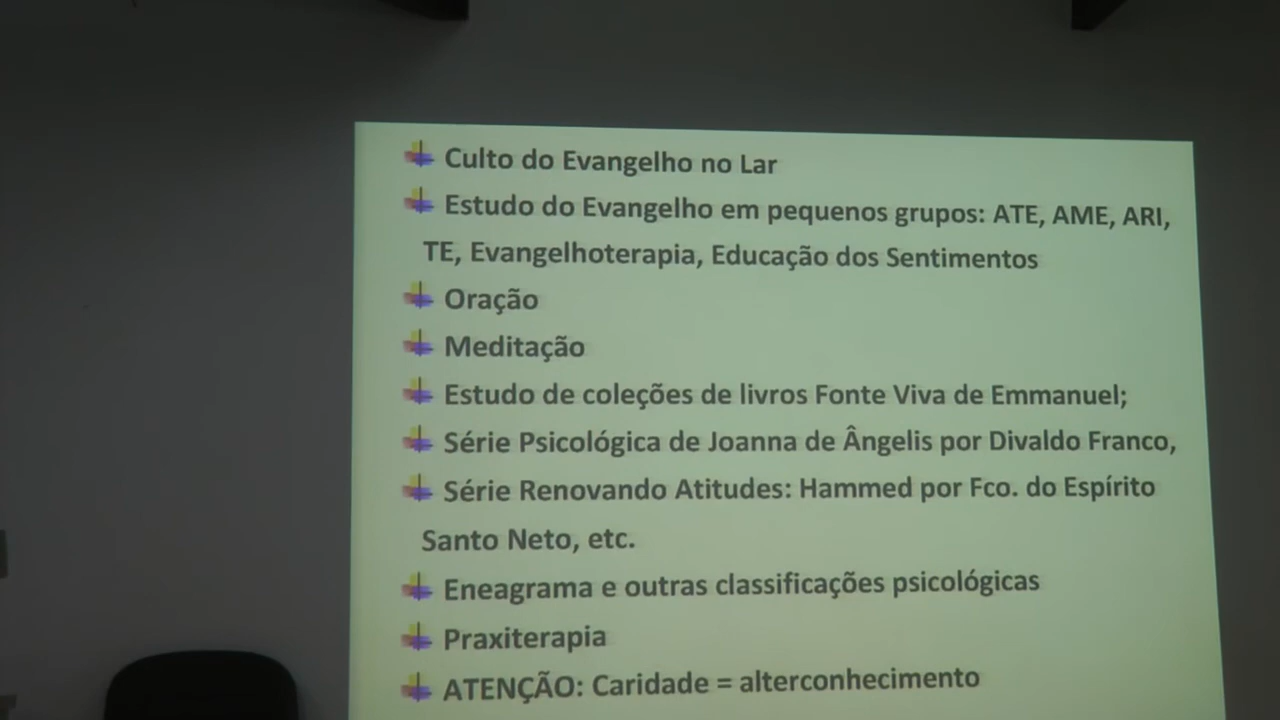 Culto do Evangelho no Lar
Estudo do Evangelho em pequenos grupos: ATE, AME, ARI,
TE, Evangelhoterapia, Educação dos Sentimentos
Oração
Meditação
Estudo de coleções de livros Fonte Viva de Emmanuel;
Série Psicológica de Joanna de Ângelis por Divaldo Franco,
Série Renovando Atitudes: Hammed por Fco. do Espírito
Santo Neto, etc.
Eneagrama e outras classificações psicológicas
Praxiterapia
ATENÇÃO: Caridade = alterconhecimento